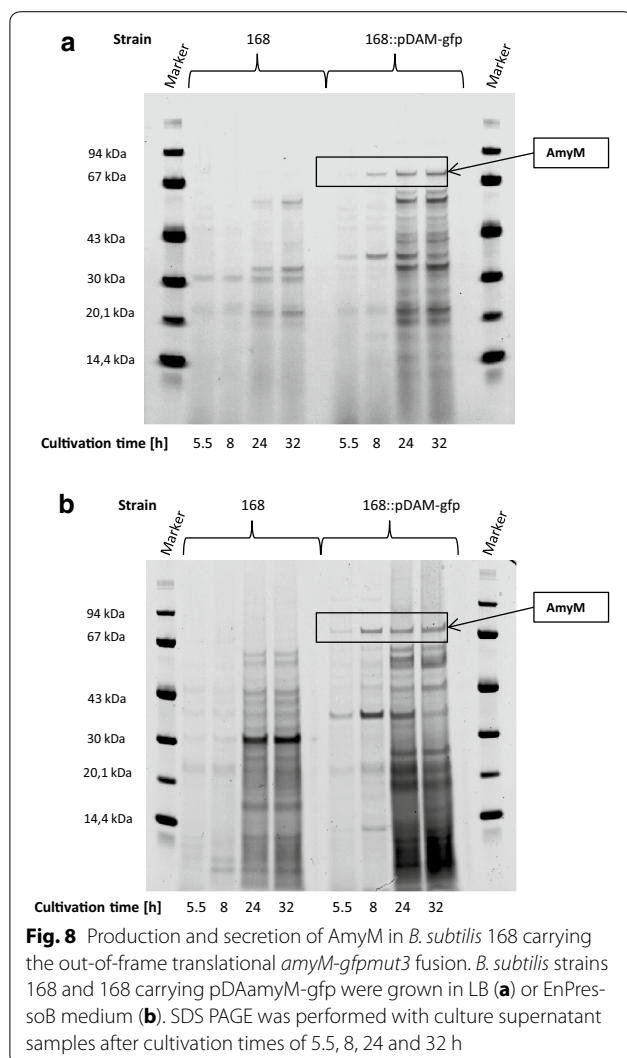 a
Strain 168 168::pDAM-gfp
Marker Marker
94 kDa
67 kDa
43 kDa
30 kDa
20,1 kDa
14,4 kDa
AmyM
Cultivation time [h] 5.5 8 24 32 5.5 8 24 32
b
Strain 168 168::pDAM-gfp
Marker Marker
94 kDa
67 kDa
43 kDa
30 kDa
20,1 kDa
14,4 kDa
AmyM
Cultivation time [h] 5.5 8 24 32 5.5 8 24 32
Fig. 8 Production and secretion of AmyM in B. subtilis 168 carrying
the out-of-frame translational amyM-gfpmut3 fusion. B. subtilis strains
168 and 168 carrying pDAamyM-gfp were grown in LB (a) or EnPres-
soB medium (b). SDS PAGE was performed with culture supernatant
samples after cultivation times of 5.5, 8, 24 and 32 h